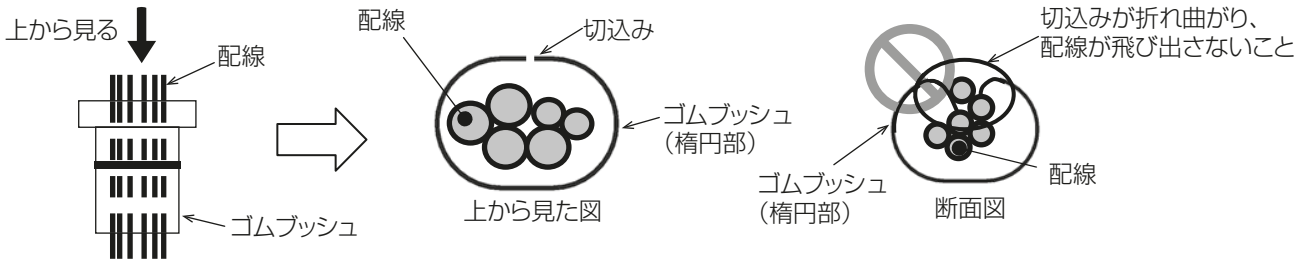 上から見る
配線
ゴムブッシュ
配線
切込み
ゴムブッシュ
（楕円部）
上から見た図
切込みが折れ曲がり、
配線が飛び出さないこと
ゴムブッシュ
（楕円部）
配線
断面図